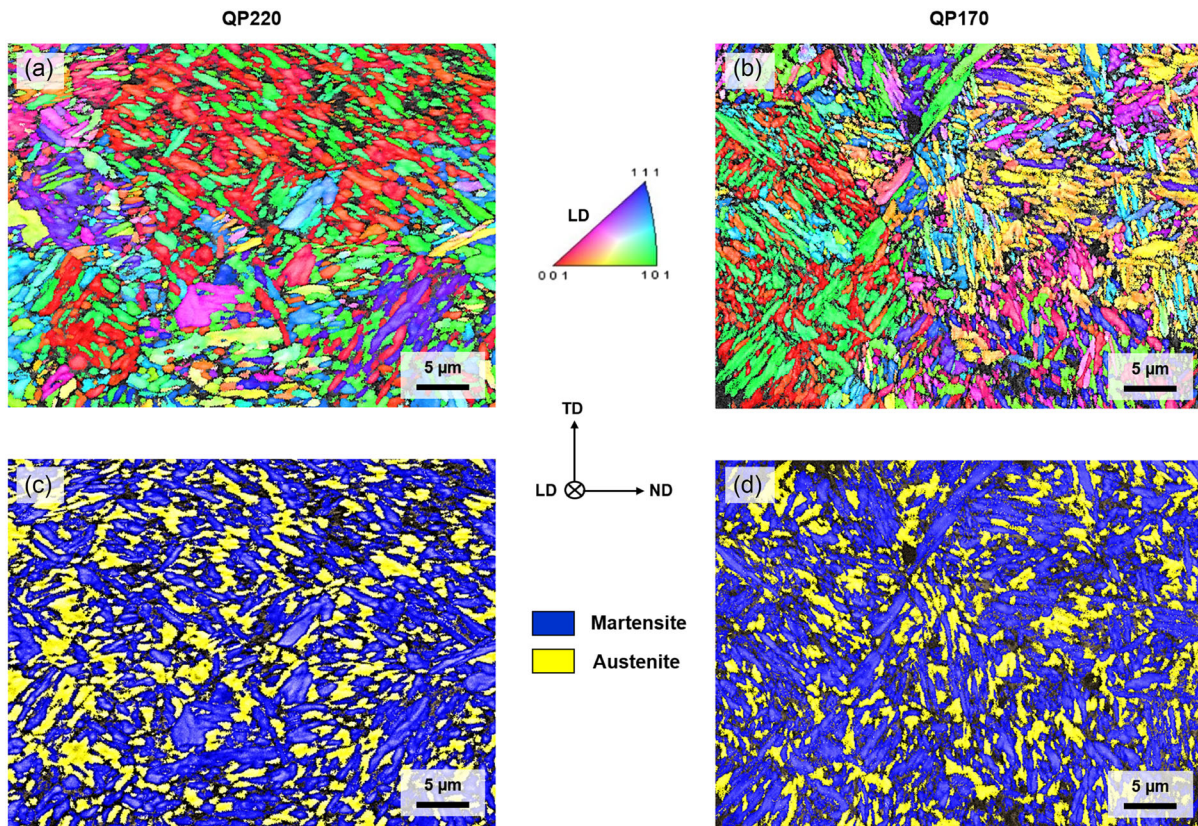 QP220
QP170
(a)
(b)
1 1 1
LD
0 0 1
1 0 1
5 µm
5 µm
TD
LD
ND
(c)
(d)
Martensite
Austenite
5 µm
5 µm